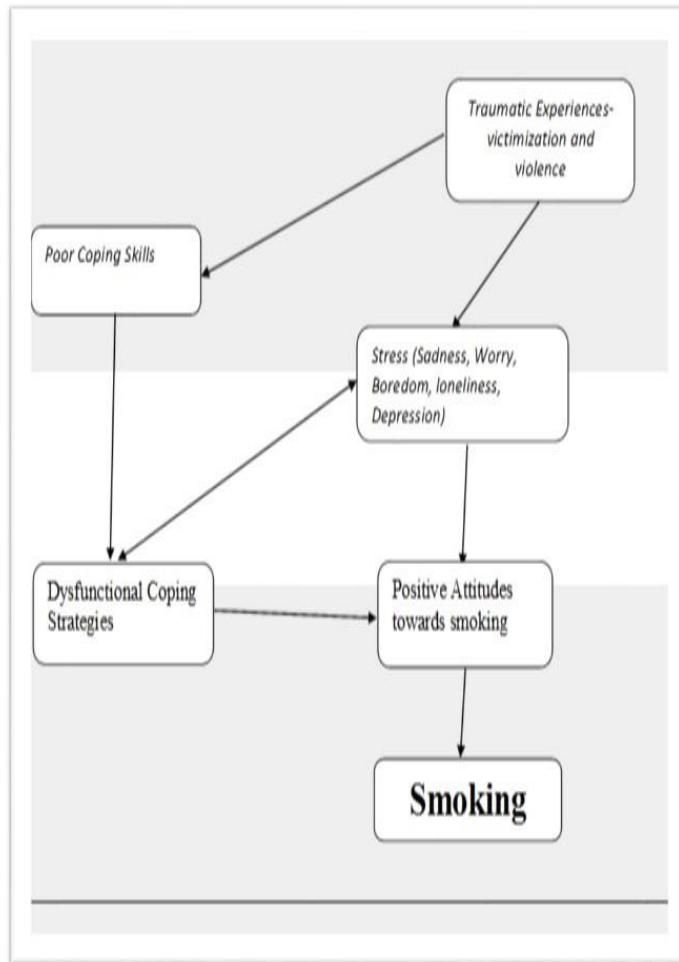 Traumatic Experiences-
victimization and
violence
Poor Coping Skills
Stress (Sadness, Worry,
Boredom, loneliness,
Depression)
Dysfunctional Coping
Strategies
Positive Attitudes
towards smoking
Smoking